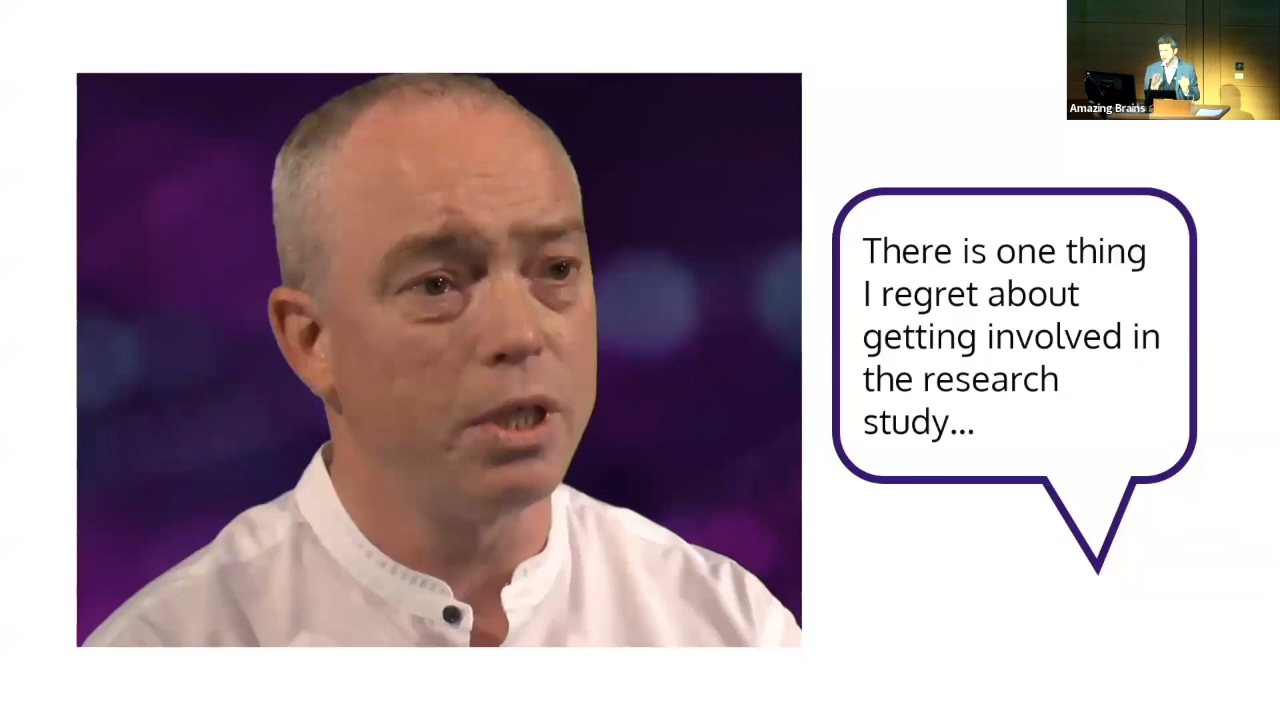 Amazing Brains
There is one thing
I regret about
getting involved in
the research
study...